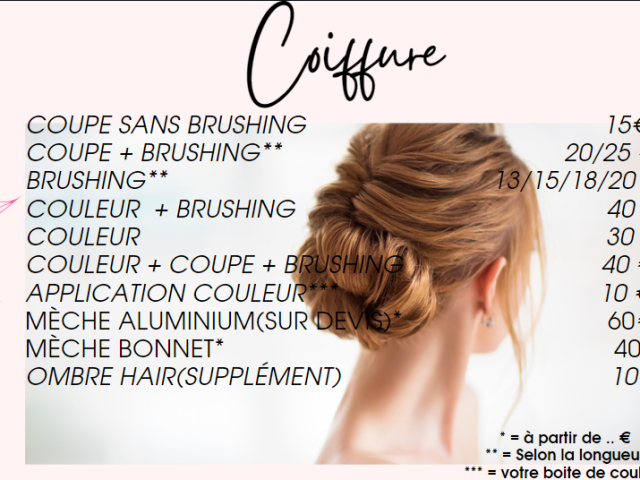 Coiffure
COUPE SANS BRUSHING 15€
COUPE + BRUSHING** 20/25
BRUSHING** 13/15/18/20
COULEUR + BRUSHING 40
COULEUR 30
COULEUR + COUPE + BRUSHING 40 €
APPLICATION COULEUR*** 10 €
MÈCHE ALUMINIUM(SUR DEVIS)* 60€
MÈCHE BONNET* 40
OMBRE HAIR(SUPPLÉMENT) 10
* = à partir de .. €
** = Selon la longueu
*** = votre boite de coul